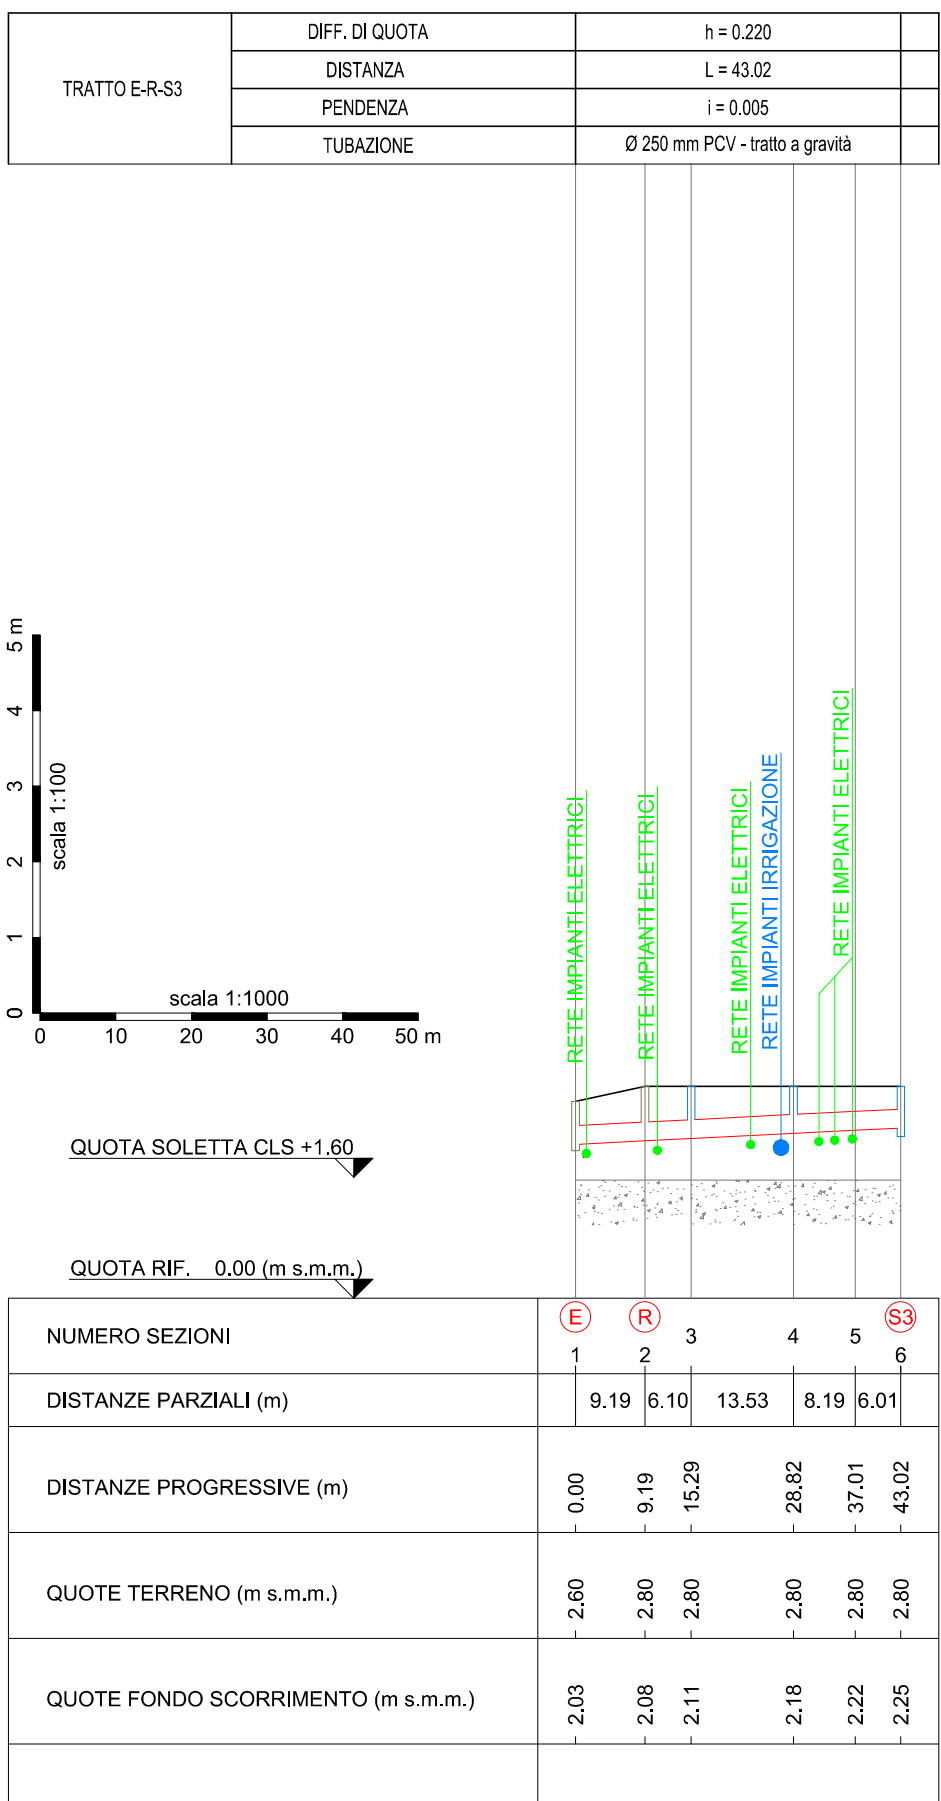 TRATTO E-R-S3
DIFF. DI QUOTA
h = 0.220
DISTANZA
L = 43.02
PENDENZA
i = 0.005
TUBAZIONE
Ø 250 mm PCV - tratto a gravità
RETE IMPIANTI ELETTRICI
RETE IMPIANTI ELETTRICI
RETE IMPIANTI ELETTRICI
RETE IMPIANTI IRRIGAZIONE
RETE IMPIANTI ELETTRICI
5 m
4
3
2
1
0
scala 1:100
scala 1:1000
0 10 20 30 40 50 m
QUOTA SOLETTA CLS +1.60
QUOTA RIF. 0.00 (m s.m.m.)
NUMERO SEZIONI
E R S3
1 2 3 4 5 6
DISTANZE PARZIALI (m)
9.19 6.10 13.53 8.19 6.01
DISTANZE PROGRESSIVE (m)
0.00 9.19 15.29 28.82 37.01 43.02
QUOTE TERRENO (m s.m.m.)
2.60 2.80 2.80 2.80 2.80 2.80
QUOTE FONDO SCORRIMENTO (m s.m.m.)
2.03 2.08 2.11 2.18 2.22 2.25